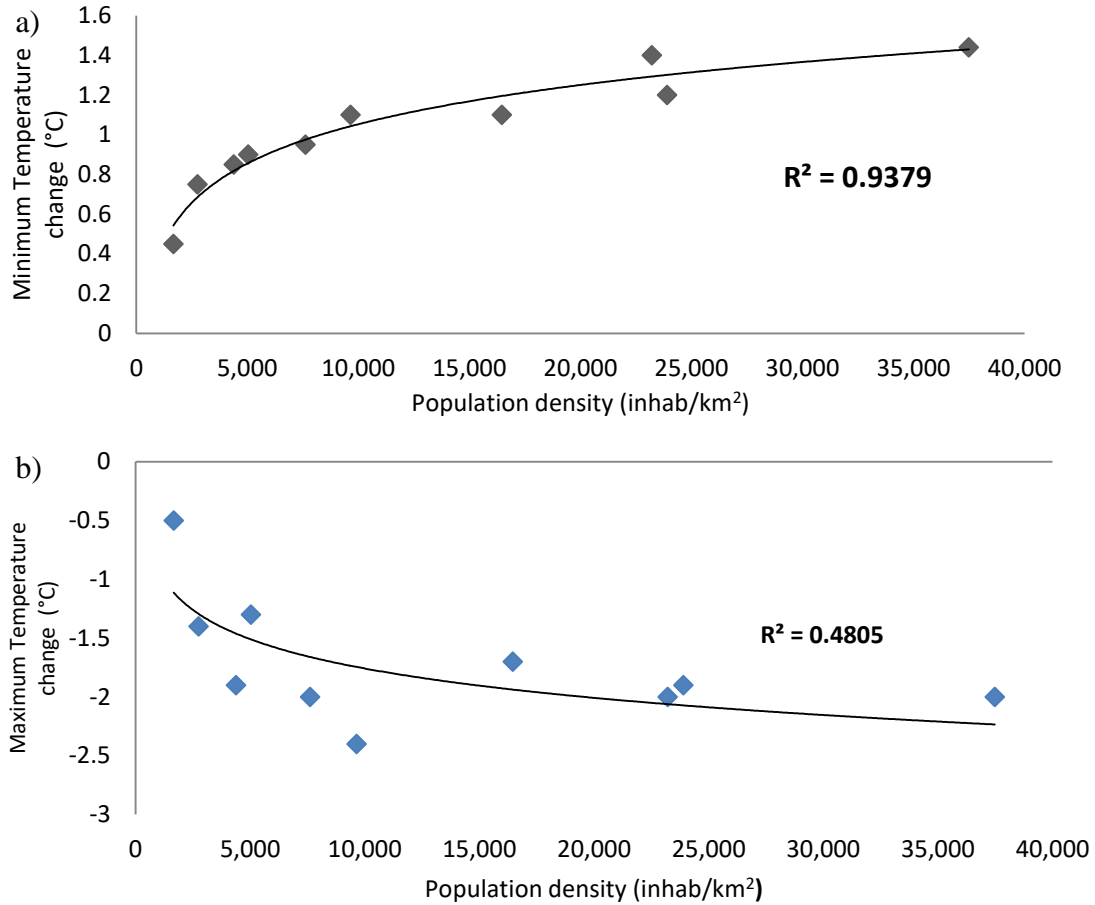 a)
Minimum Temperature
change (°C)
1.6
1.4
1.2
1
0.8
0.6
0.4
0.2
0
R² = 0.9379
0 5,000 10,000 15,000 20,000 25,000 30,000 35,000 40,000
Population density (inhab/km²)
b)
Maximum Temperature
change (°C)
0
-0.5
-1
-1.5
-2
-2.5
-3
R² = 0.4805
0 5,000 10,000 15,000 20,000 25,000 30,000 35,000 40,000
Population density (inhab/km²)